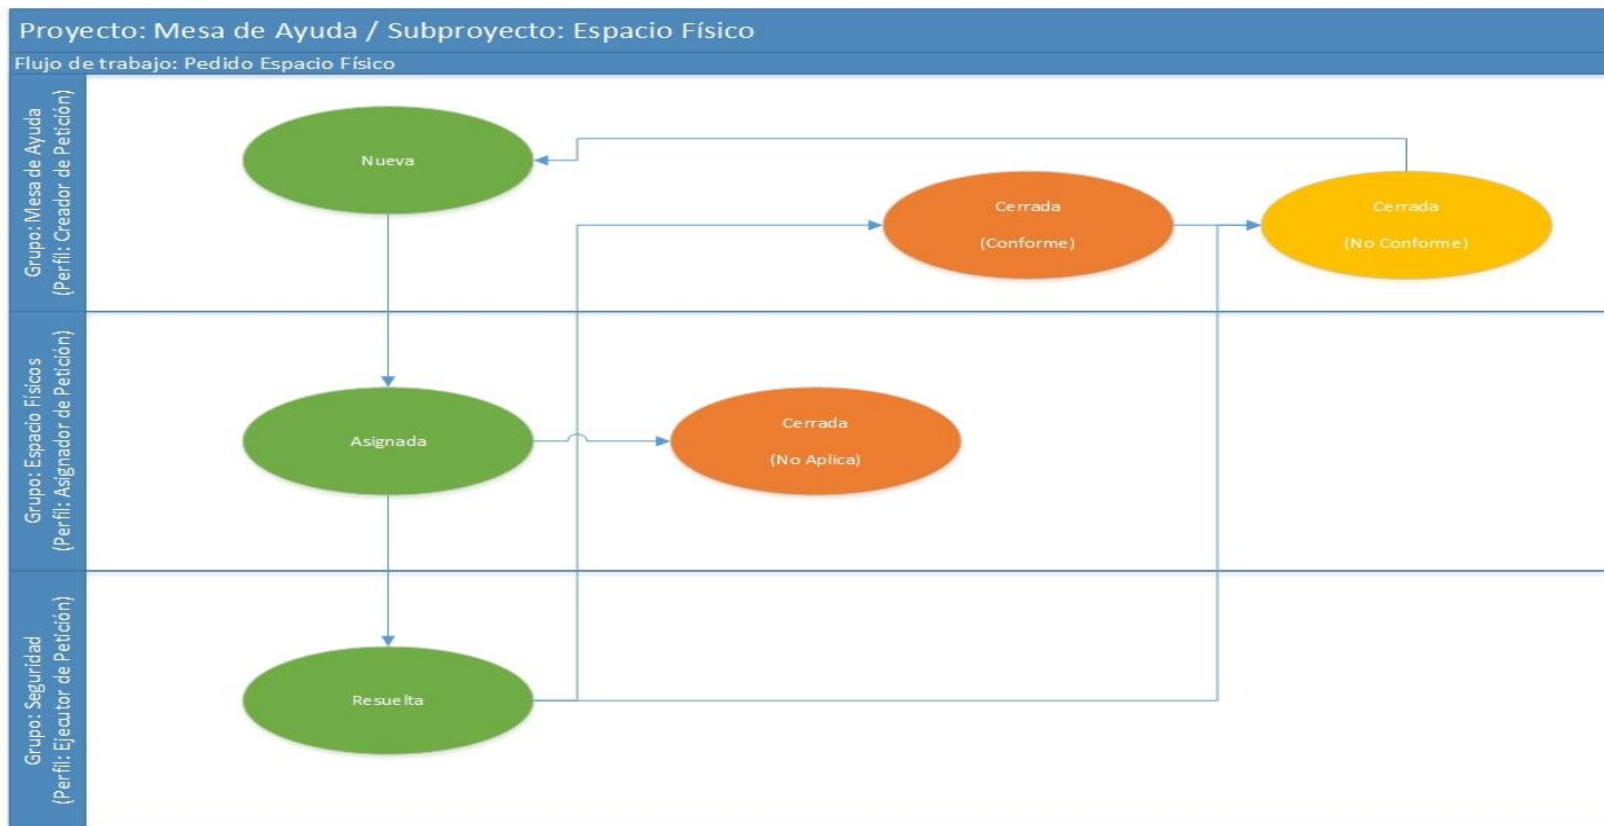 Proyecto: Mesa de Ayuda / Subproyecto: Espacio Físico
Flujo de trabajo: Pedido Espacio Físico
Grupo: Mesa de Ayuda
(Perfil: Creador de Petición)
Nueva
Cerrada
(Conforme)
Cerrada
(No Conforme)
Grupo: Espacio Físicos
(Perfil: Asignador de Petición)
Asignada
Cerrada
(No Aplica)
Grupo: Seguridad
(Perfil: Ejecutor de Petición)
Resuelta